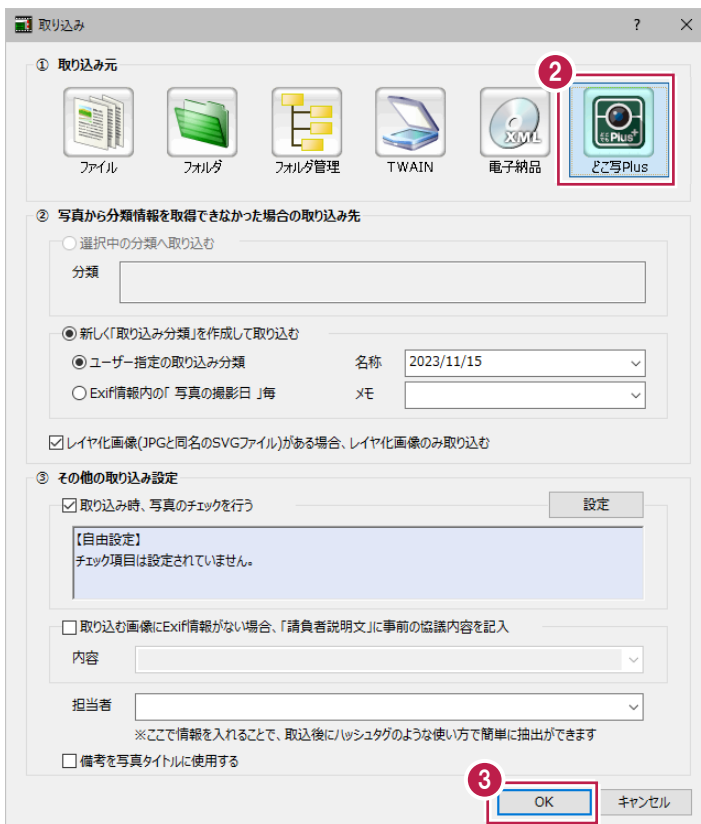 取り込み
? ×
① 取り込み元
2
XML
Plus+
ファイル フォルダ フォルダ管理 TWAIN 電子納品 どこ写Plus
② 写真から分類情報を取得できなかった場合の取り込み先
選択中の分類へ取り込む
分類
新しく「取り込み分類」を作成して取り込む
ユーザー指定の取り込み分類 名称 2023/11/15
Exif情報内の「 写真の撮影日 」毎 メモ
レイヤ化画像(JPGと同名のSVGファイル)がある場合、レイヤ化画像のみ取り込む
③ その他の取り込み設定
取り込み時、写真のチェックを行う 設定
【自由設定】
チェック項目は設定されていません。
取り込む画像にExif情報がない場合、「請負者説明文」に事前の協議内容を記入
内容
担当者
※ここで情報を入れることで、取込後にハッシュタグのような使い方で簡単に抽出ができます
備考を写真タイトルに使用する
3
OK キャンセル